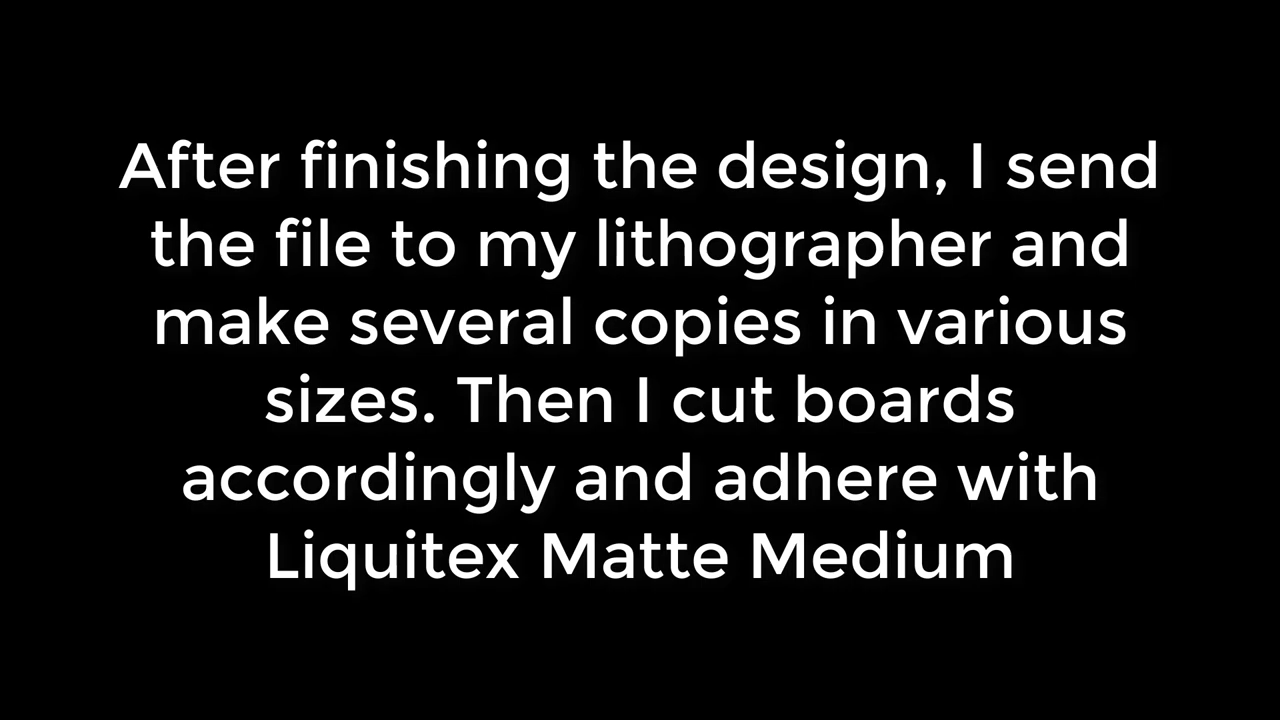 After finishing the design, I send
the file to my lithographer and
make several copies in various
sizes. Then I cut boards
accordingly and adhere with
Liquitex Matte Medium